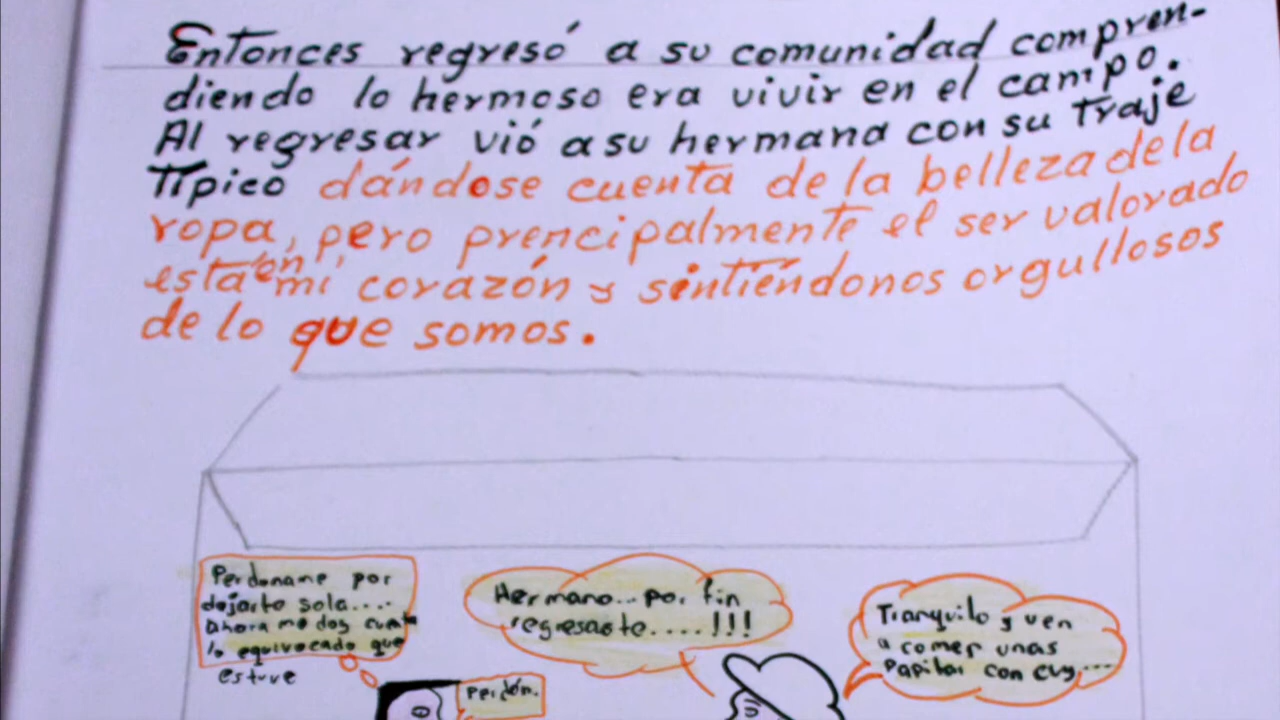 Entonces regresó a su comunidad compren-
diendo lo hermoso era vivir en el campo.
Al regresar vió a su hermana con su traje
típico dándose cuenta de la belleza de la
ropa, pero prencipalmente el ser valorado
esta en mi corazón y sintiéndonos orgullosos
de lo que somos.
Perdoname por
dejarte sola....
ahora me doy cuenta
lo equivocado que
estuve
Perdón.
Hermano... por fin
regresaste....!!!
Tranquilo y ven
a comer unas
Papitas con cuy...